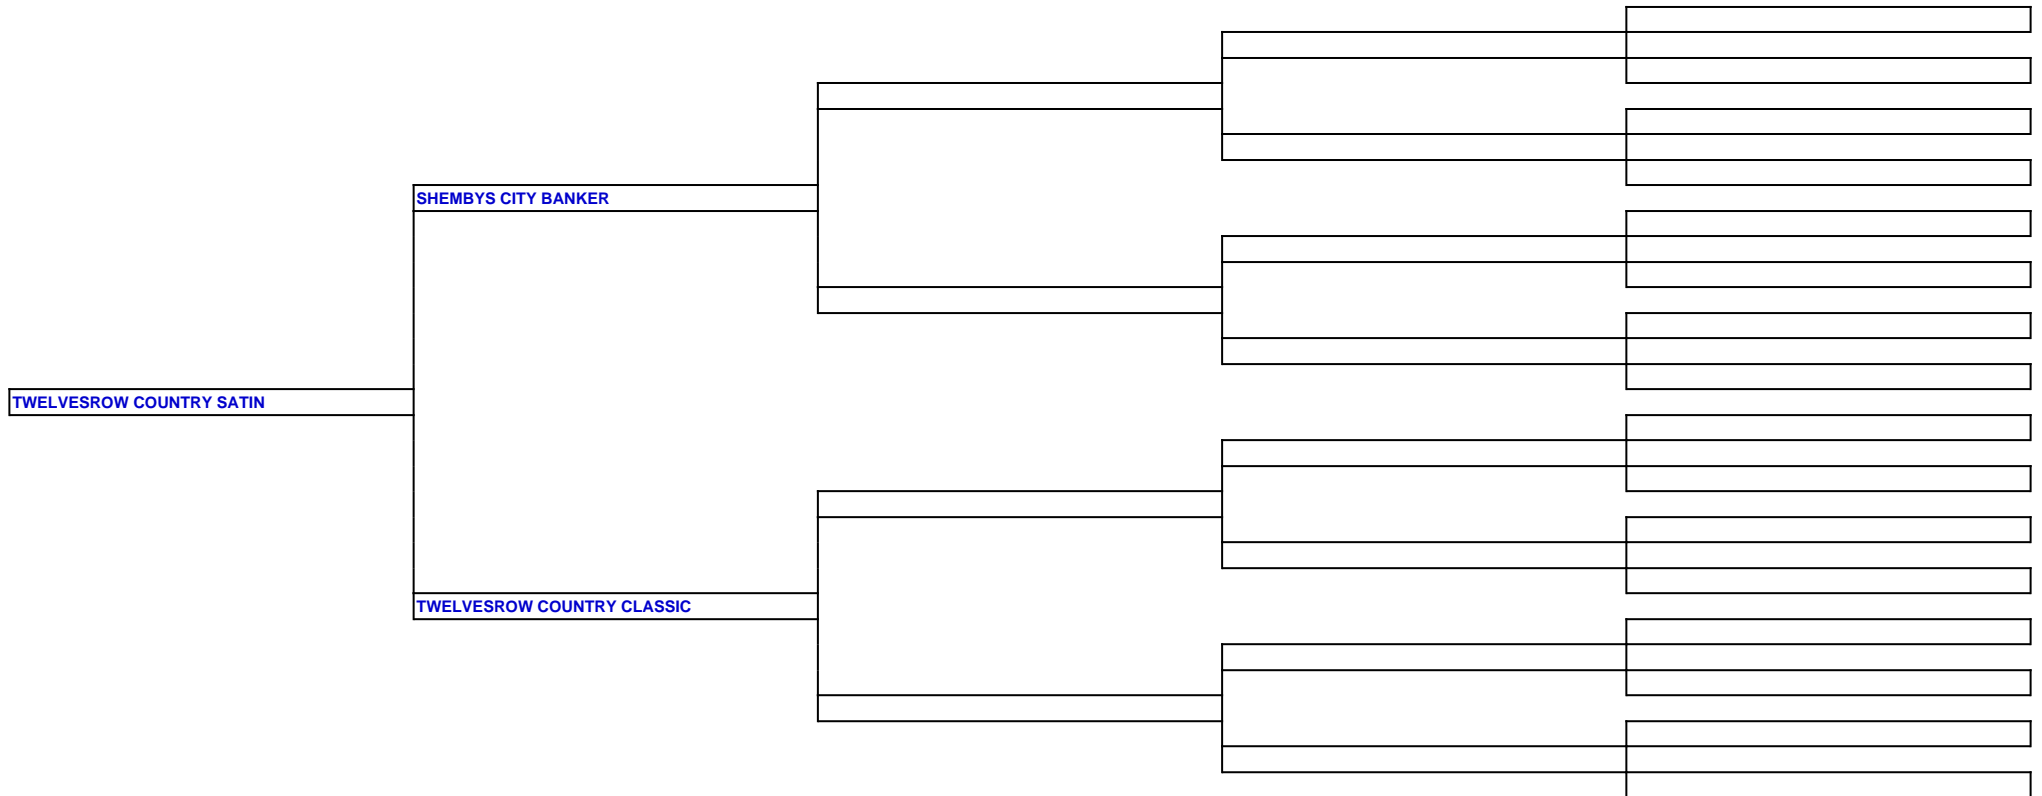 SHEMBYS CITY BANKER
TWELVESROW COUNTRY SATIN
TWELVESROW COUNTRY CLASSIC